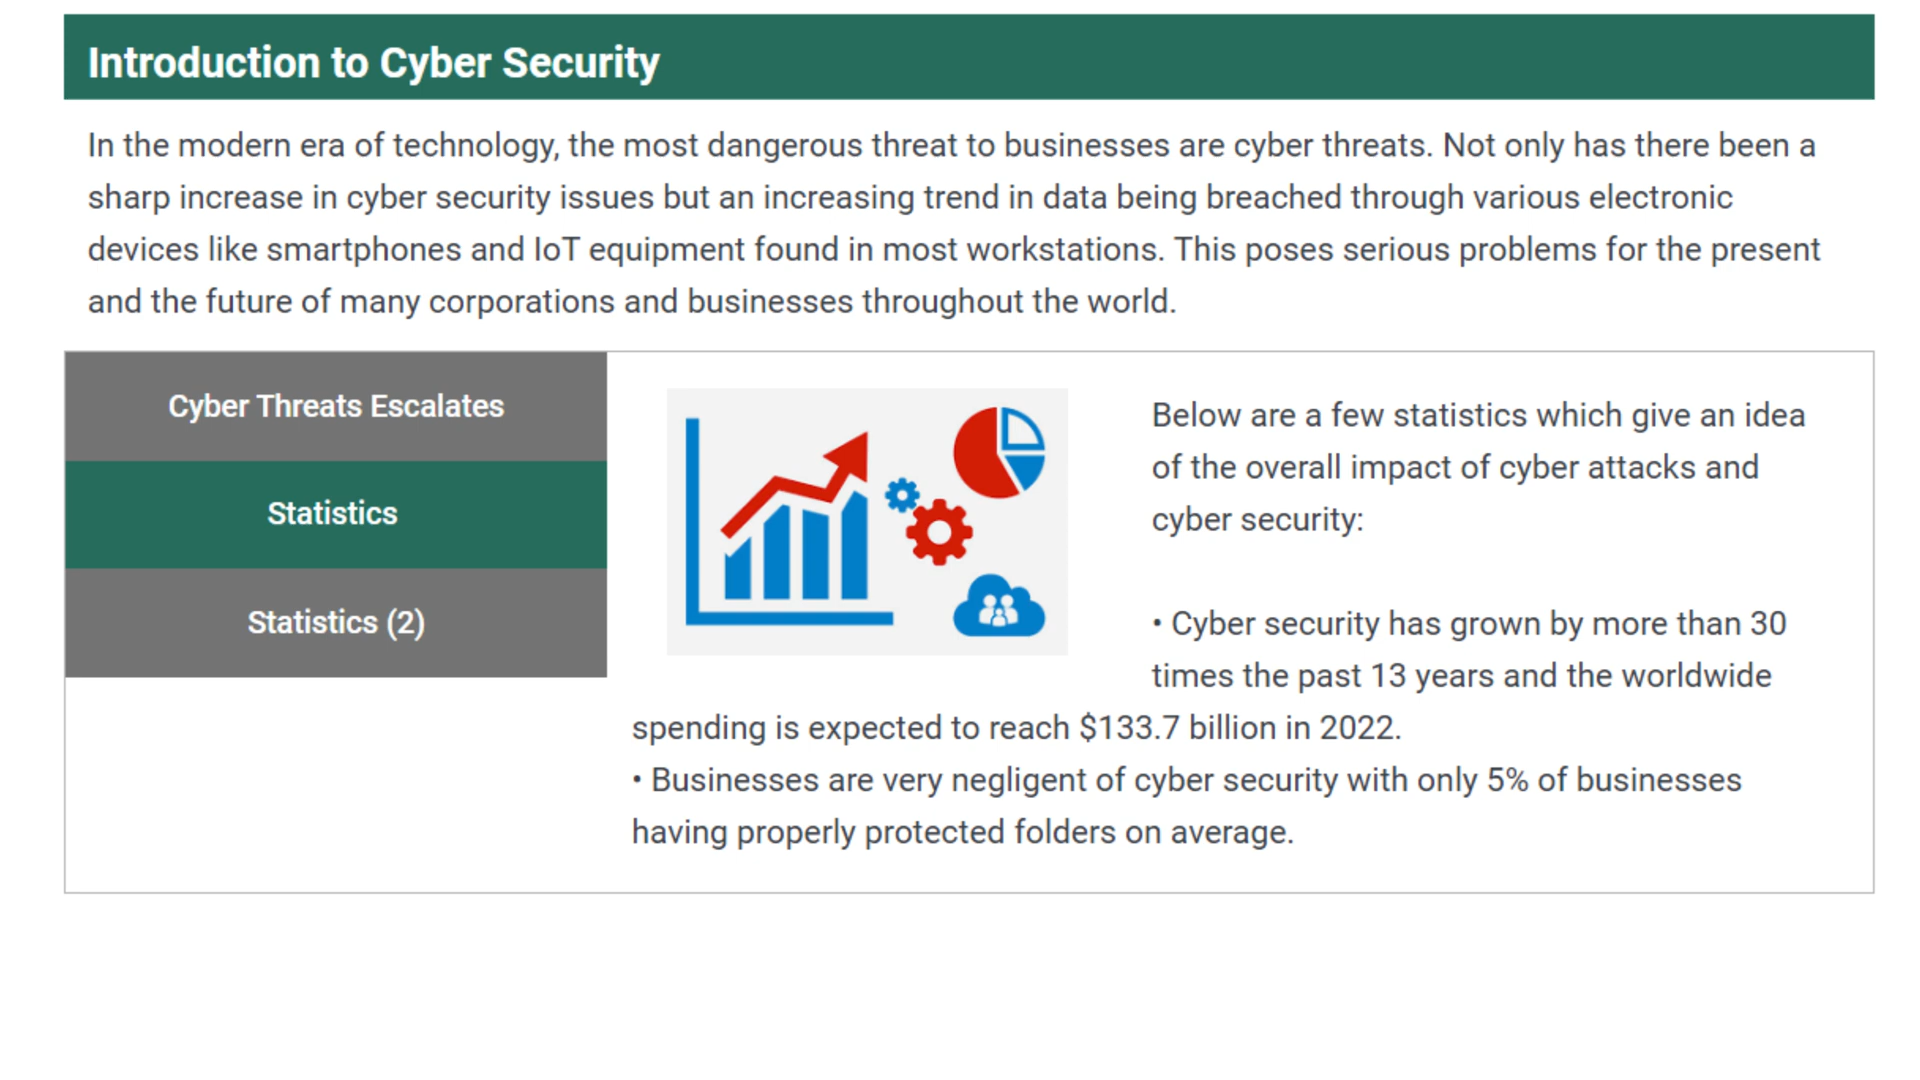 Introduction to Cyber Security
In the modern era of technology, the most dangerous threat to businesses are cyber threats. Not only has there been a
sharp increase in cyber security issues but an increasing trend in data being breached through various electronic
devices like smartphones and IoT equipment found in most workstations. This poses serious problems for the present
and the future of many corporations and businesses throughout the world.
Cyber Threats Escalates
Statistics
Statistics (2)
Below are a few statistics which give an idea
of the overall impact of cyber attacks and
cyber security:
• Cyber security has grown by more than 30
times the past 13 years and the worldwide
spending is expected to reach $133.7 billion in 2022.
• Businesses are very negligent of cyber security with only 5% of businesses
having properly protected folders on average.